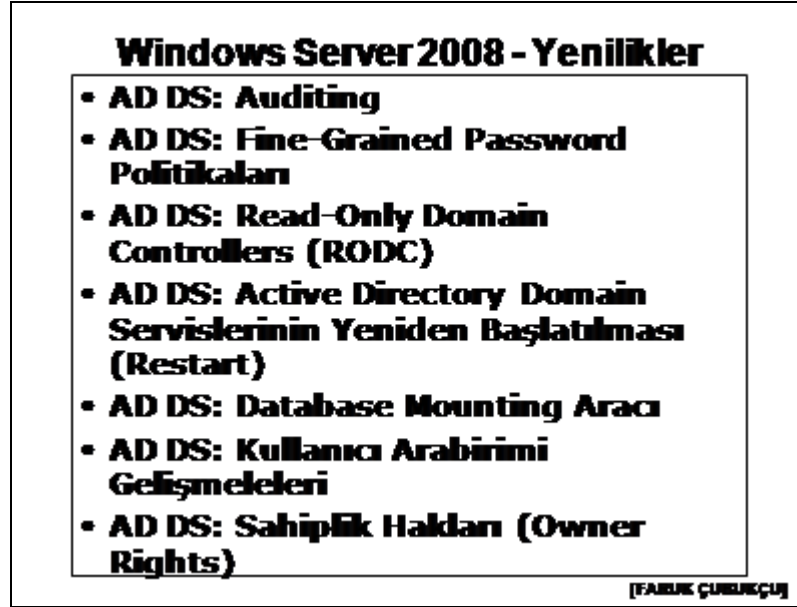 Windows Server 2008 - Yenilikler
• AD DS: Auditing
• AD DS: Fine-Grained Password
Politikaları
• AD DS: Read-Only Domain
Controllers (RODC)
• AD DS: Active Directory Domain
Servislerinin Yeniden Başlatılması
(Restart)
• AD DS: Database Mounting Aracı
• AD DS: Kullanıcı Arabirimi
Gelişmeleleri
• AD DS: Sahiplik Hakları (Owner
Rights)
[FARUK ÇUBUKÇU]